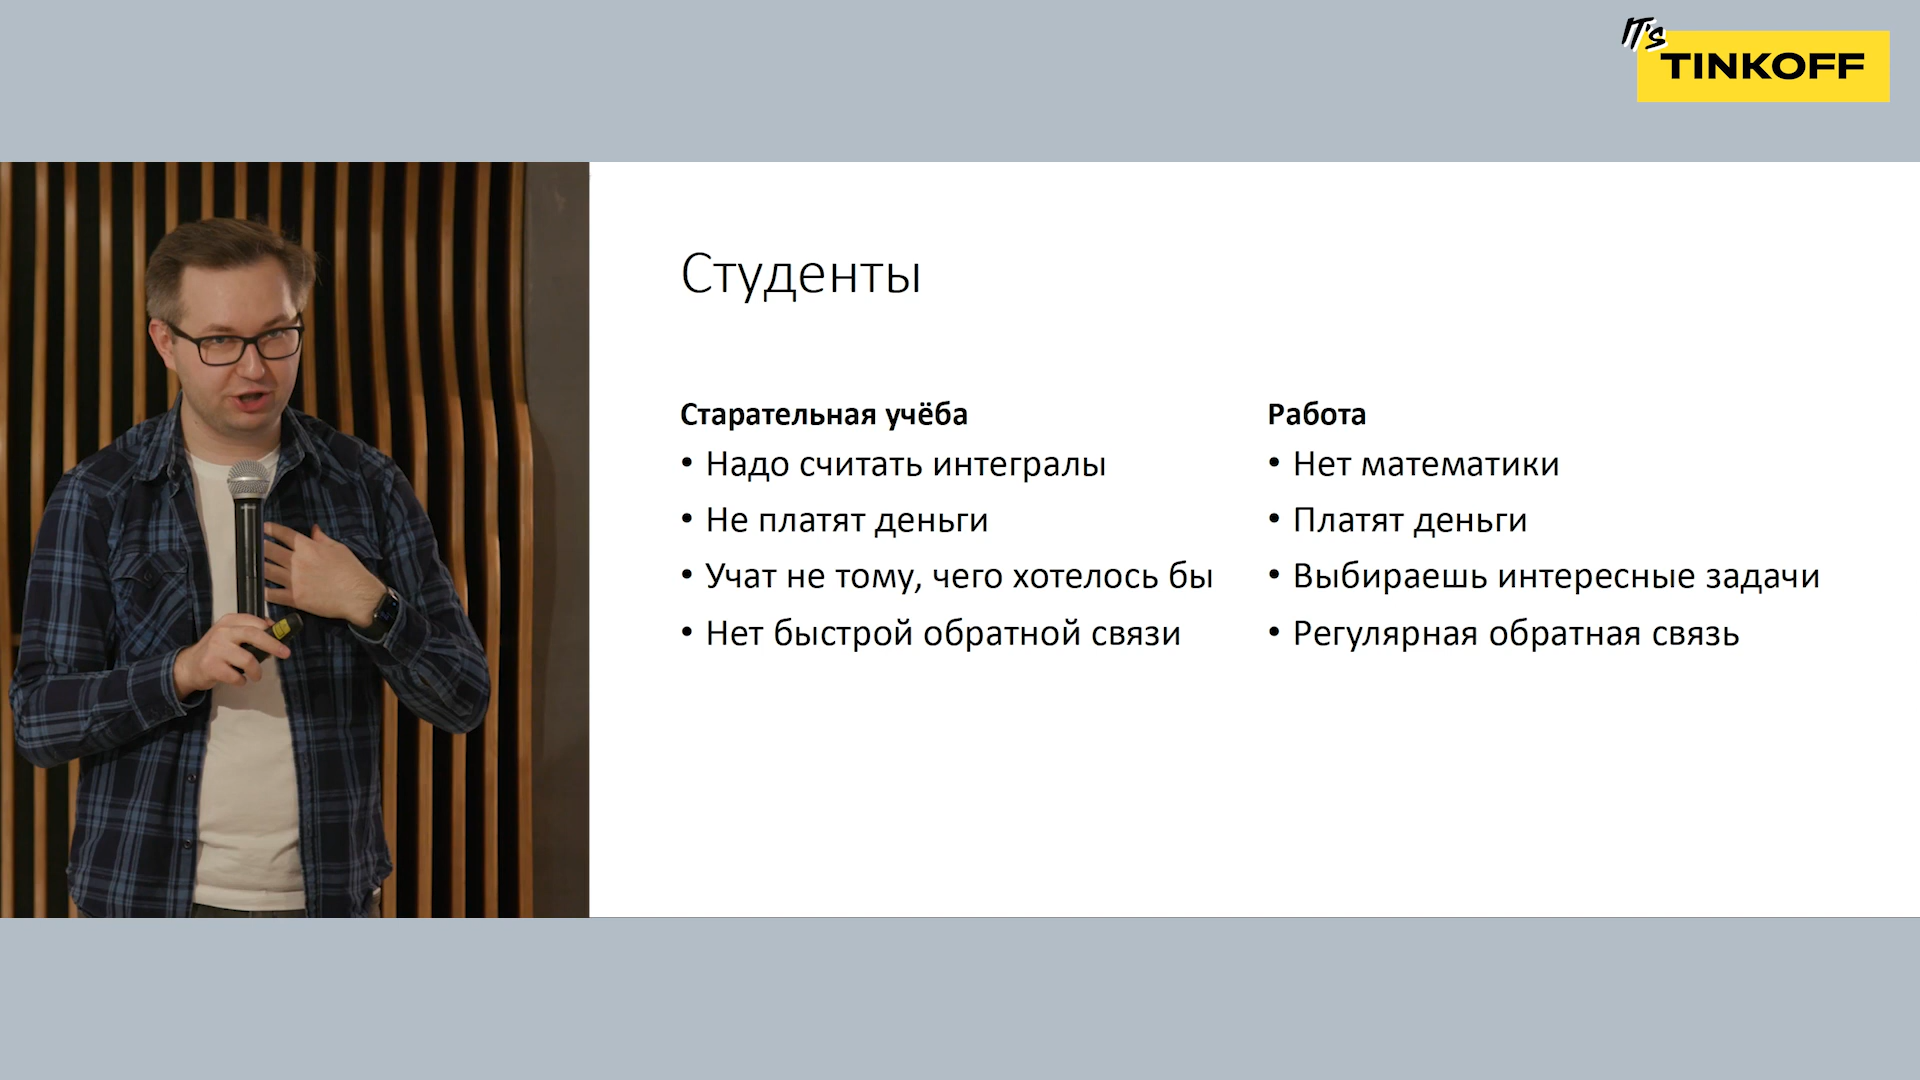 IT's
TINKOFF
Студенты
Старательная учёба
• Надо считать интегралы
• Не платят деньги
• Учат не тому, чего хотелось бы
• Нет быстрой обратной связи
Работа
• Нет математики
• Платят деньги
• Выбираешь интересные задачи
• Регулярная обратная связь